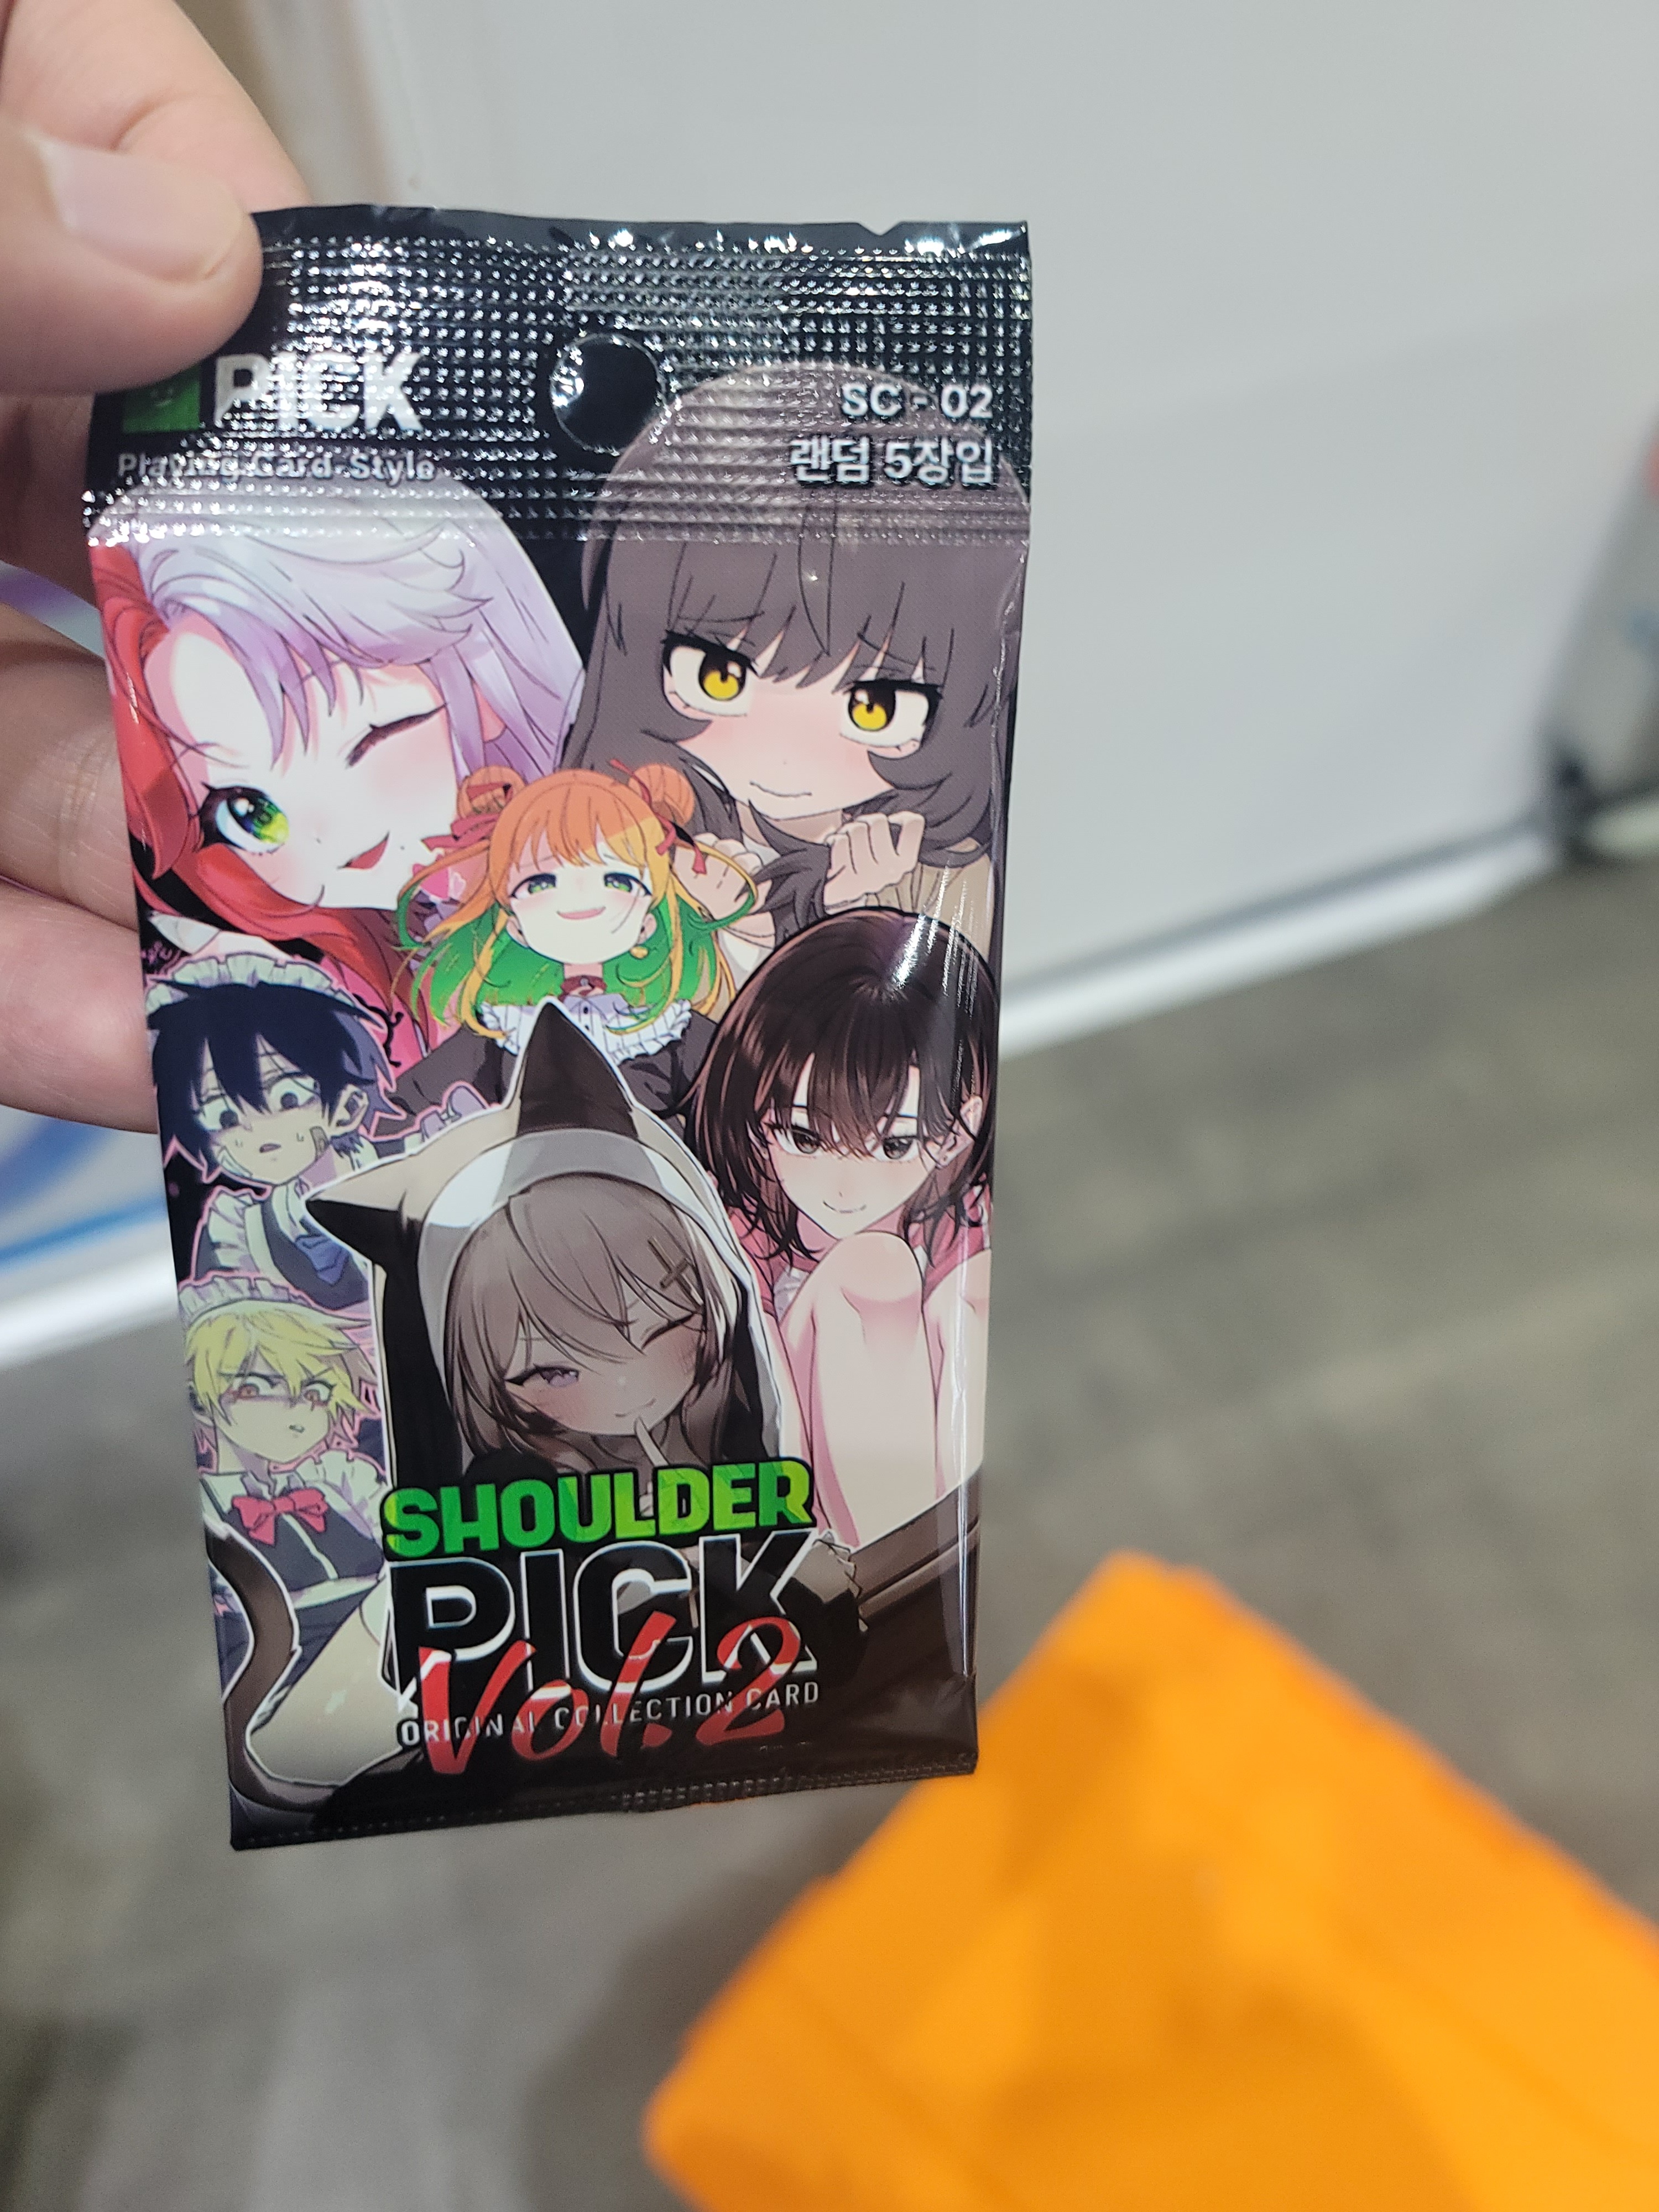 PICK
Playing Card Style
SC - 02
랜덤 5장입
SHOULDER
PICK
Vol.2
ORIGINAL COLLECTION CARD